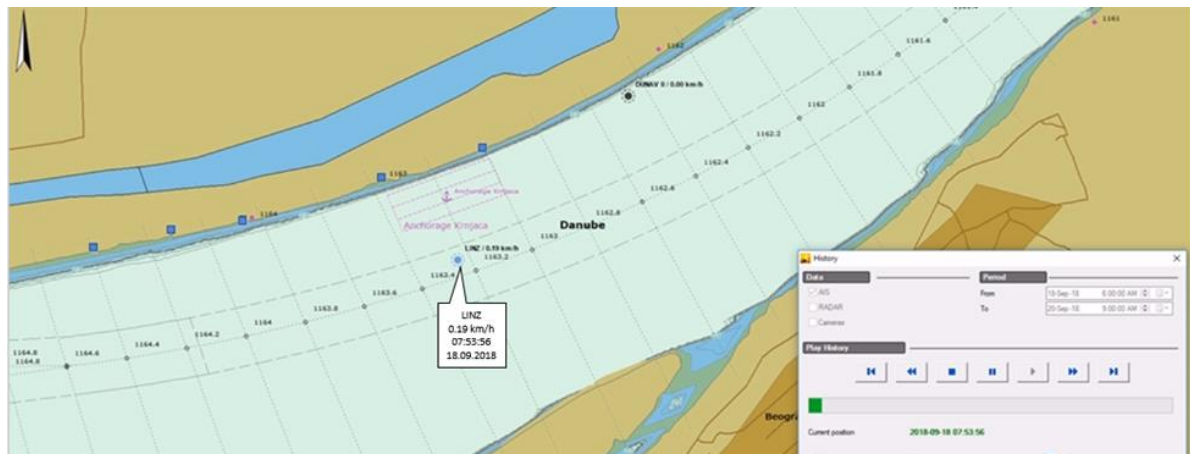 1161
1161.6
1162
DUNAV II / 0.00 km/h
1161.8
1162
1162.2
1162.4
1163
1162.6
Anchorage Krnjaca
1162.8
1164
Anchorage Krnjaca
Danube
1163
LINZ / 0.19 km/h
1163.2
1163.4
1163.6
1163.8
1164
1164.2
1164.4
1164.6
1164.8
1164.8
LINZ
0.19 km/h
07:53:56
18.09.2018
History
Data
Period
AIS
From
18-Sep-18 6:00:00 AM
RADAR
To
20-Sep-18 9:00:00 AM
Cameras
Play History
Beogra
Current position 2018-09-18 07:53:56